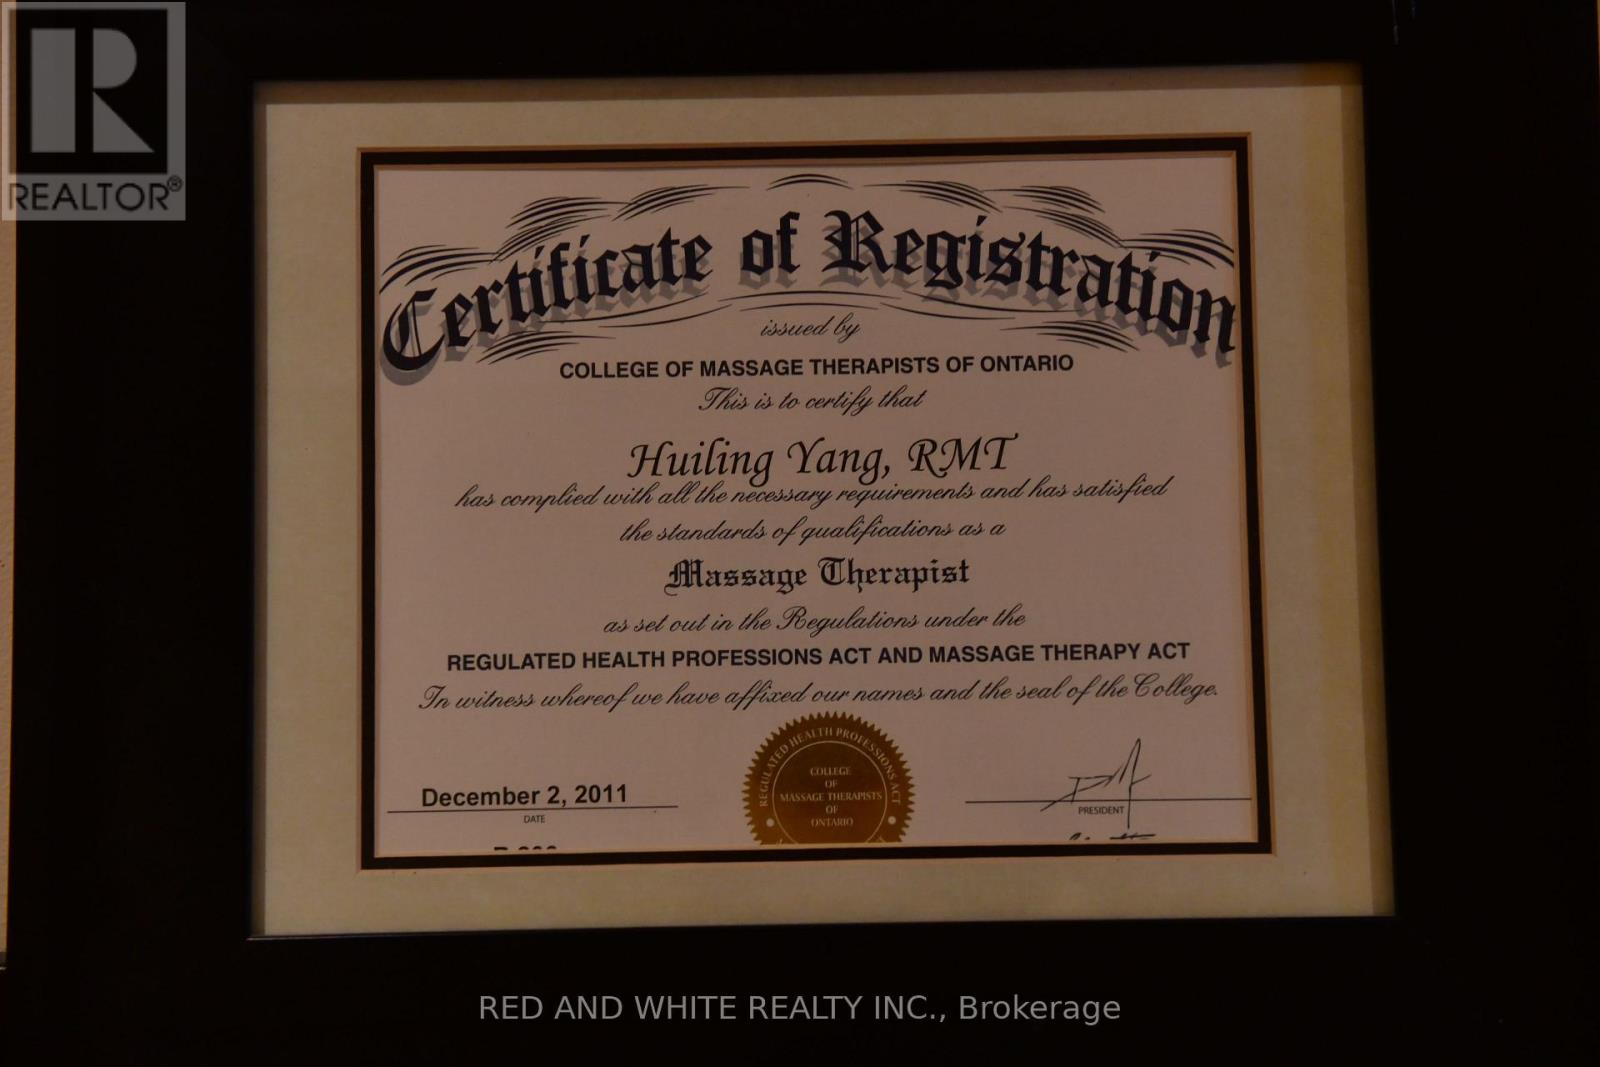 REALTOR®
Certificate of Registration
issued by
COLLEGE OF MASSAGE THERAPISTS OF ONTARIO
This is to certify that
Huiling Yang, RMT
has complied with all the necessary requirements and has satisfied
the standards of qualifications as a
Massage Therapist
as set out in the Regulations under the
REGULATED HEALTH PROFESSIONS ACT AND MASSAGE THERAPY ACT
In witness whereof we have affixed our names and the seal of the College.
REGULATED HEALTH PROFESSIONS ACT
COLLEGE
OF
MASSAGE THERAPISTS
OF
ONTARIO
December 2, 2011
DATE
PRESIDENT
RED AND WHITE REALTY INC., Brokerage